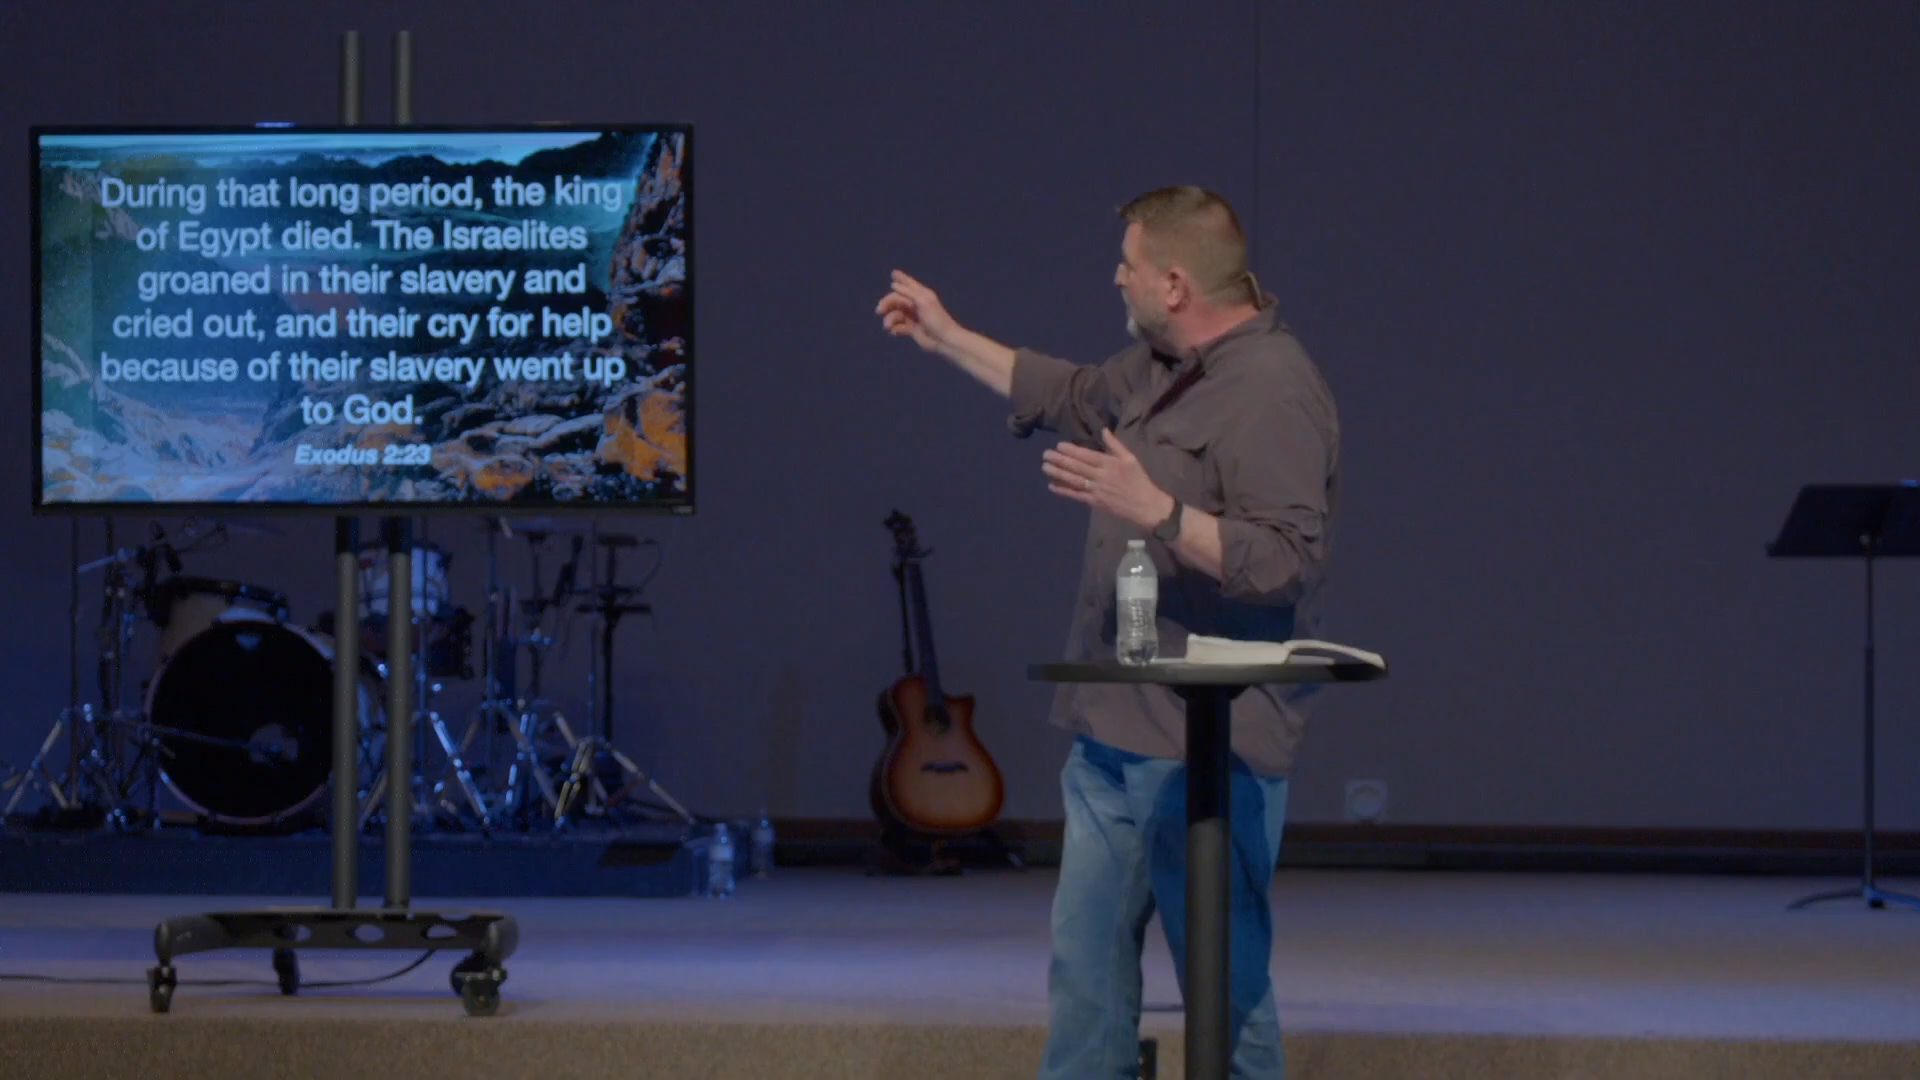 During that long period, the king
of Egypt died. The Israelites
groaned in their slavery and
cried out, and their cry for help
because of their slavery went up
to God.
Exodus 2:23